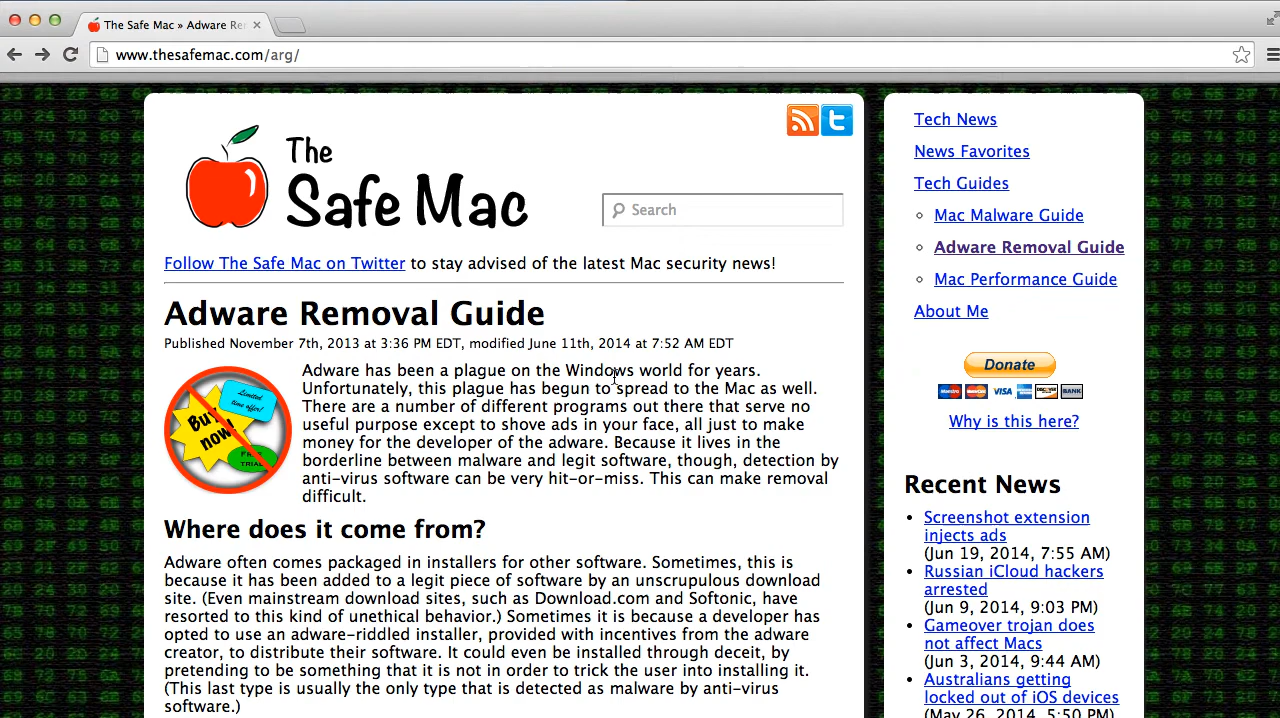 The Safe Mac » Adware Re
www.thesafemac.com/arg/
The
Safe Mac
Search
Follow The Safe Mac on Twitter to stay advised of the latest Mac security news!
Adware Removal Guide
Published November 7th, 2013 at 3:36 PM EDT, modified June 11th, 2014 at 7:52 AM EDT
Buy
now!
Limited
time offer!
FREE
TRIAL
Adware has been a plague on the Windows world for years.
Unfortunately, this plague has begun to spread to the Mac as well.
There are a number of different programs out there that serve no
useful purpose except to shove ads in your face, all just to make
money for the developer of the adware. Because it lives in the
borderline between malware and legit software, though, detection by
anti-virus software can be very hit-or-miss. This can make removal
difficult.
Where does it come from?
Adware often comes packaged in installers for other software. Sometimes, this is
because it has been added to a legit piece of software by an unscrupulous download
site. (Even mainstream download sites, such as Download.com and Softonic, have
resorted to this kind of unethical behavior.) Sometimes it is because a developer has
opted to use an adware-riddled installer, provided with incentives from the adware
creator, to distribute their software. It could even be installed through deceit, by
pretending to be something that it is not in order to trick the user into installing it.
(This last type is usually the only type that is detected as malware by anti-virus
software.)
Tech News
News Favorites
Tech Guides
Mac Malware Guide
Adware Removal Guide
Mac Performance Guide
About Me
Donate
VISA
BANK
Why is this here?
Recent News
Screenshot extension
injects ads
(Jun 19, 2014, 7:55 AM)
Russian iCloud hackers
arrested
(Jun 9, 2014, 9:03 PM)
Gameover trojan does
not affect Macs
(Jun 3, 2014, 9:44 AM)
Australians getting
locked out of iOS devices
(May 26, 2014, 5:50 PM)